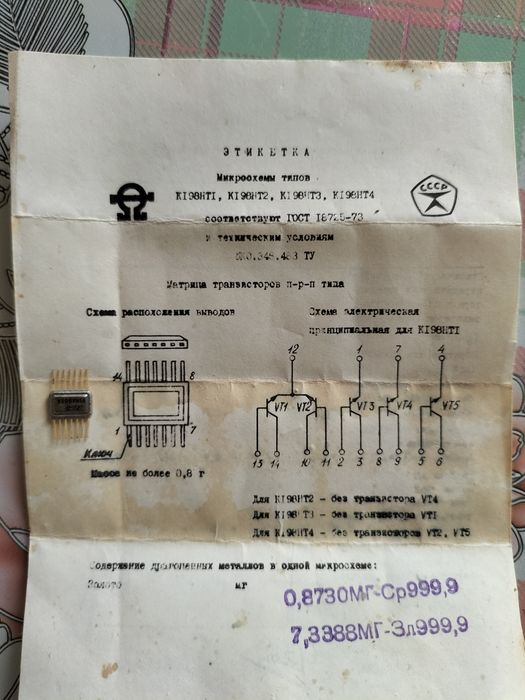 ЭТИКЕТКА
Микросхемы типов
К198НТ1, К198НТ2, К198НТ3, К198НТ4
СССР
соответствуют ГОСТ 18725-73
и техническим условиям
ТУ
Матрица транзисторов п-р-п типа
Схема расположения выводов
Схема электрическая
принципиальная для К198НТ1
14 8
1 7
Ключ
Масса не более 0,8 г
12 1 7 4
VT1 VT2 VT3 VT4 VT5
13 14 10 11 2 3 8 9 5 6
Для К198НТ2 - без транзистора VT4
Для К198НТ3 - без транзистора VT1
Для К198НТ4 - без транзисторов VT2, VT5
Содержание драгоценных металлов в одной микросхеме:
Золото мг
0,8730МГ-Ср999,9
7,3388МГ-Зл999,9